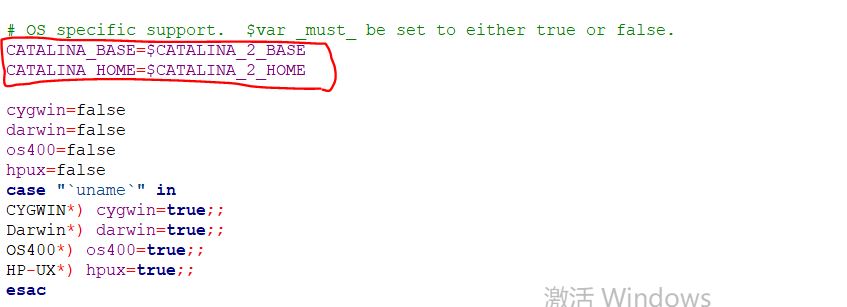 # OS specific support.  $var _must_ be set to either true or false.
CATALINA_BASE=$CATALINA_2_BASE
CATALINA_HOME=$CATALINA_2_HOME
cygwin=false
darwin=false
os400=false
hpux=false
case "`uname`" in
CYGWIN*) cygwin=true;;
Darwin*) darwin=true;;
OS400*) os400=true;;
HP-UX*) hpux=true;;
esac
激活 Windows